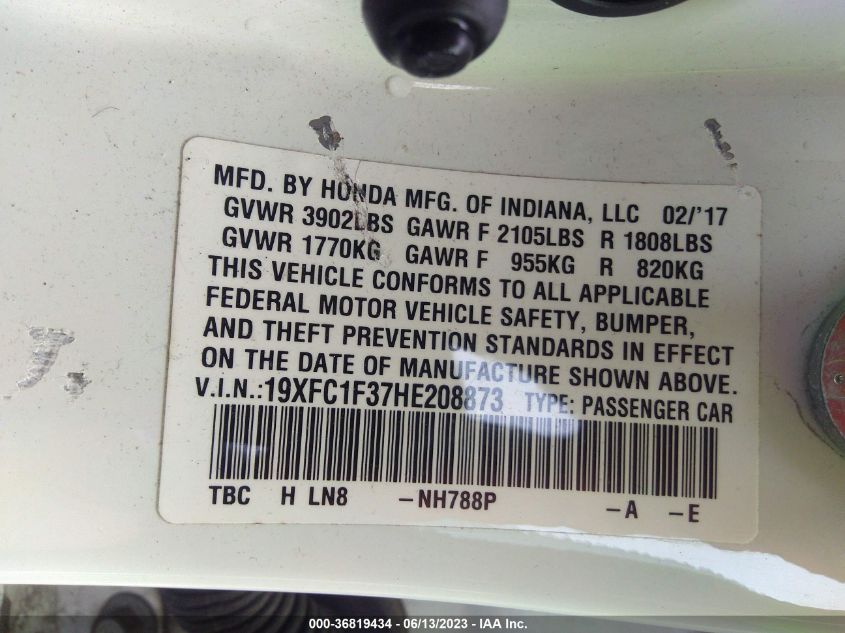 MFD. BY HONDA MFG. OF INDIANA, LLC 02/'17
GVWR 3902LBS GAWR F 2105LBS R 1808LBS
GVWR 1770KG GAWR F 955KG R 820KG
THIS VEHICLE CONFORMS TO ALL APPLICABLE
FEDERAL MOTOR VEHICLE SAFETY, BUMPER,
AND THEFT PREVENTION STANDARDS IN EFFECT
ON THE DATE OF MANUFACTURE SHOWN ABOVE.
V.I.N.:19XFC1F37HE208873 TYPE: PASSENGER CAR
TBC H LN8 –NH788P –A –E
000-36819434 - 06/13/2023 - IAA Inc.